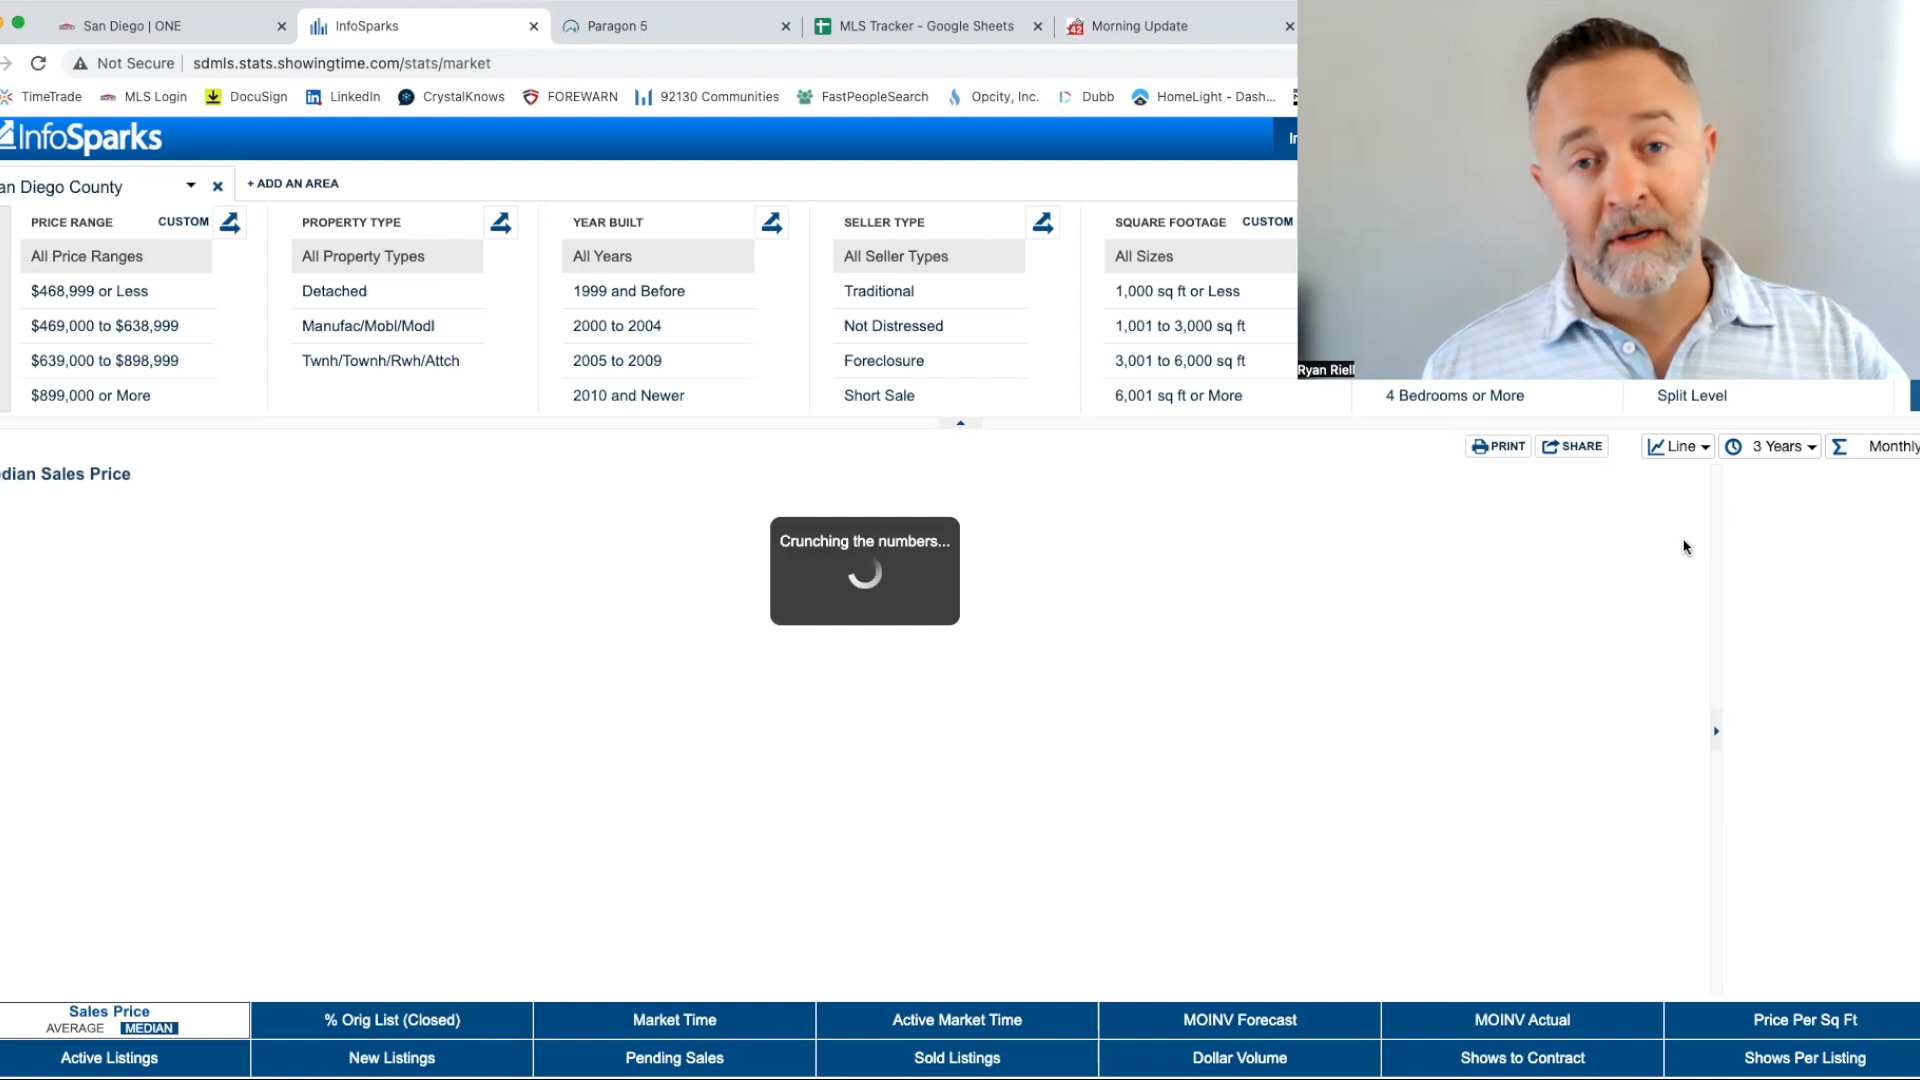 San Diego | ONE
InfoSparks
Paragon 5
MLS Tracker - Google Sheets
Morning Update
Not Secure
sdmls.stats.showingtime.com/stats/market
TimeTrade
MLS Login
DocuSign
LinkedIn
CrystalKnows
FOREWARN
92130 Communities
FastPeopleSearch
Opcity, Inc.
Dubb
HomeLight - Dash...
InfoSparks
In
an Diego County
+ ADD AN AREA
PRICE RANGE CUSTOM
All Price Ranges
$468,999 or Less
$469,000 to $638,999
$639,000 to $898,999
$899,000 or More
PROPERTY TYPE
All Property Types
Detached
Manufac/Mobl/Modl
Twnh/Townh/Rwh/Attch
YEAR BUILT
All Years
1999 and Before
2000 to 2004
2005 to 2009
2010 and Newer
SELLER TYPE
All Seller Types
Traditional
Not Distressed
Foreclosure
Short Sale
SQUARE FOOTAGE CUSTOM
All Sizes
1,000 sq ft or Less
1,001 to 3,000 sq ft
3,001 to 6,000 sq ft
6,001 sq ft or More
Ryan Riell
4 Bedrooms or More
Split Level
PRINT
SHARE
Line
3 Years
Monthly
dian Sales Price
Crunching the numbers...
Sales Price
AVERAGE MEDIAN
% Orig List (Closed)
Market Time
Active Market Time
MOINV Forecast
MOINV Actual
Price Per Sq Ft
Active Listings
New Listings
Pending Sales
Sold Listings
Dollar Volume
Shows to Contract
Shows Per Listing